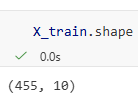 X_train.shape
0.0s
(455, 10)